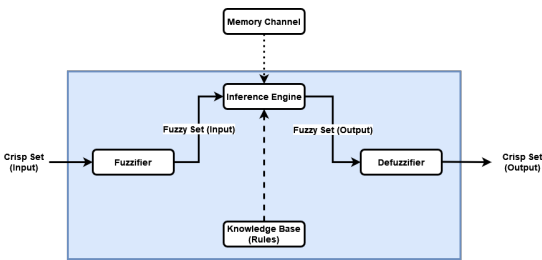 Memory Channel
Inference Engine
Fuzzy Set (Input)
Fuzzy Set (Output)
Crisp Set
(Input)
Fuzzifier
Defuzzifier
Crisp Set
(Output)
Knowledge Base
(Rules)